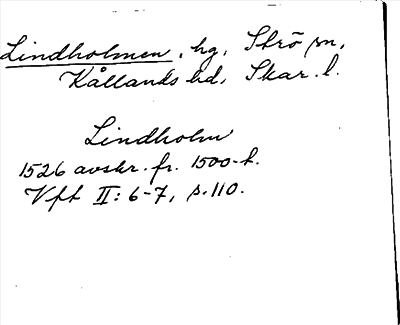 Lindholmen, hg, Strö sn,
Kållands hd, Skar. l.
Lindholm
1526 avskr. fr. 1500-t.
Vft II: 6-7, s. 110.